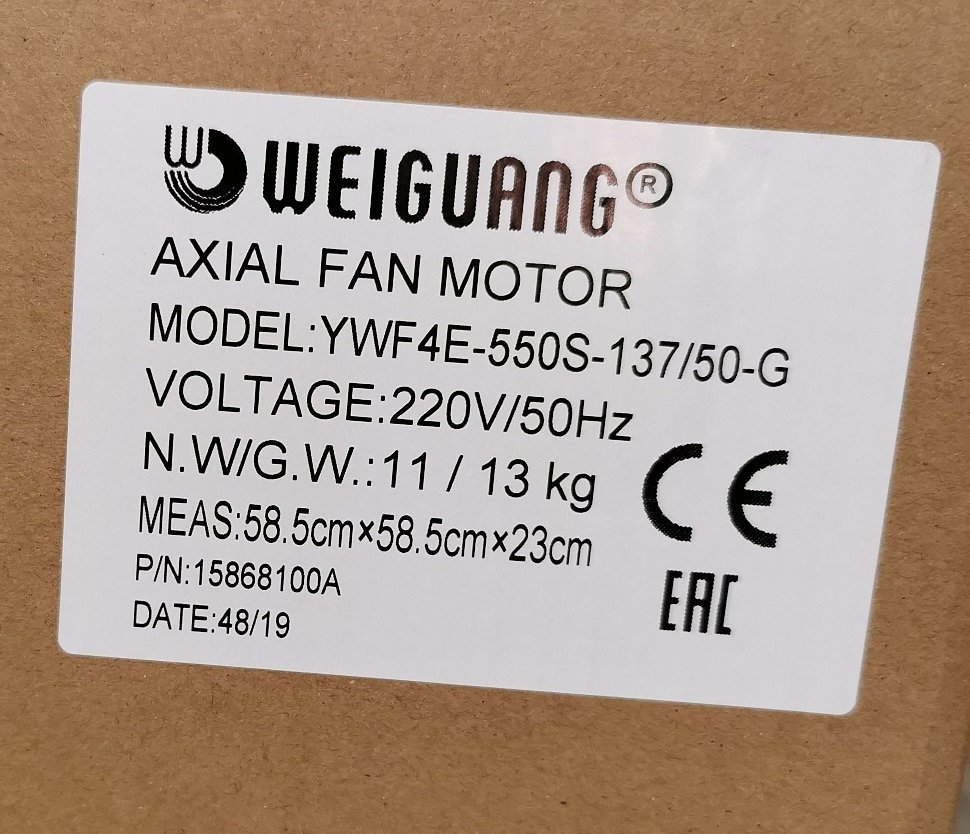 WEIGUANG®
AXIAL FAN MOTOR
MODEL:YWF4E-550S-137/50-G
VOLTAGE:220V/50Hz
N.W/G.W.:11 / 13 kg
MEAS:58.5cm×58.5cm×23cm
P/N:15868100A
DATE:48/19
CE
EAC